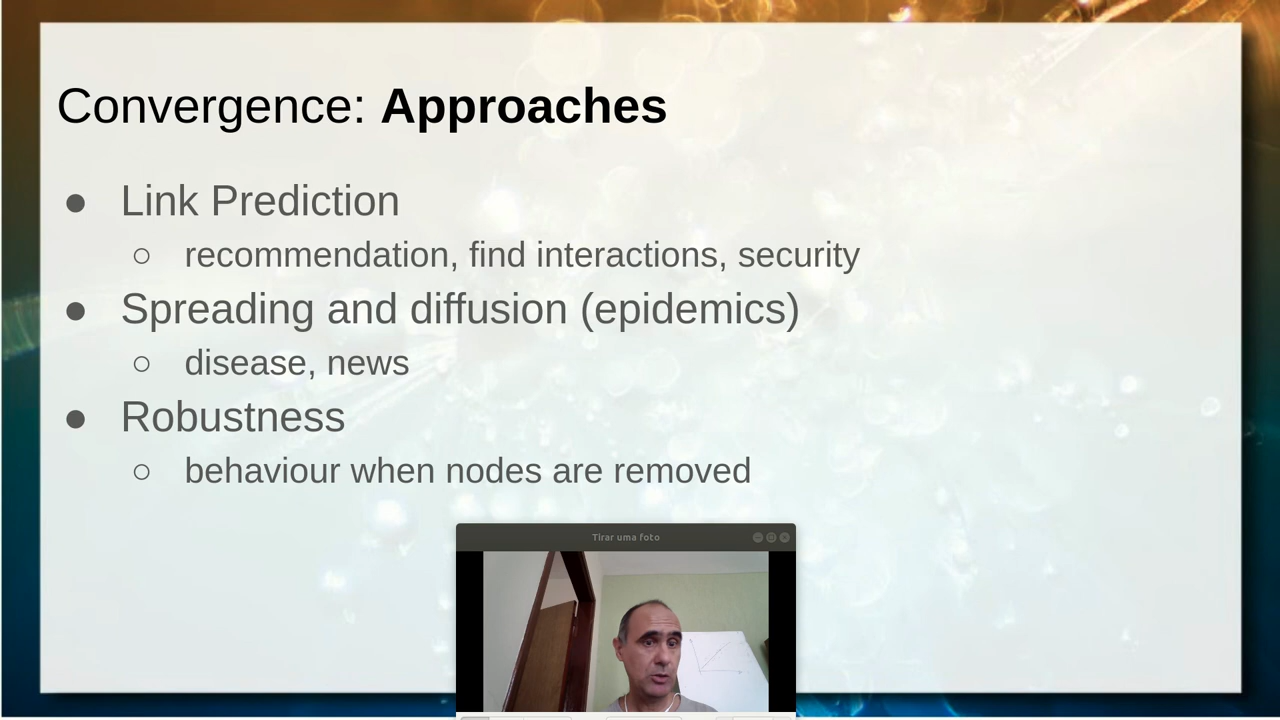 Convergence: Approaches
● Link Prediction
○ recommendation, find interactions, security
● Spreading and diffusion (epidemics)
○ disease, news
● Robustness
○ behaviour when nodes are removed
Tirar uma foto